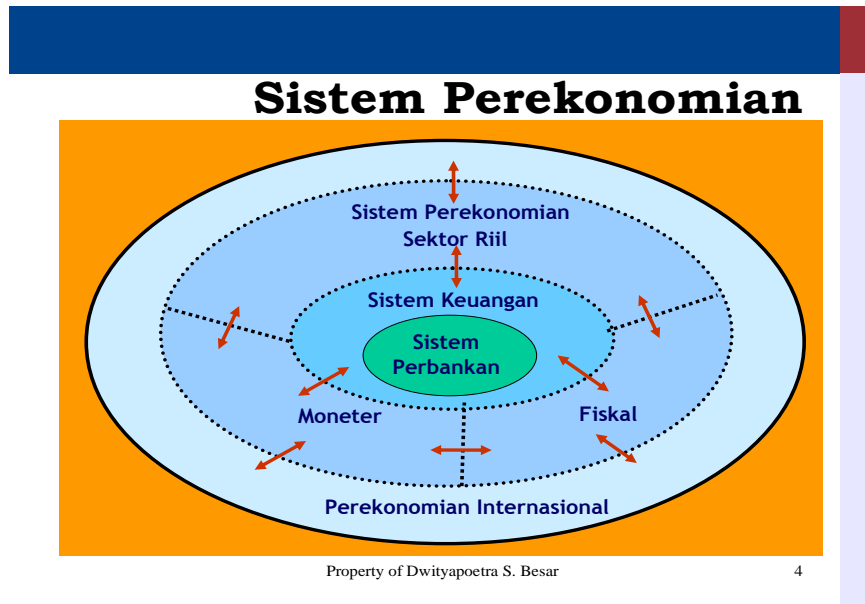 Sistem Perekonomian
Sistem Perekonomian
Sektor Riil
Sistem Keuangan
Sistem
Perbankan
Moneter
Fiskal
Perekonomian Internasional
Property of Dwityapoetra S. Besar
4